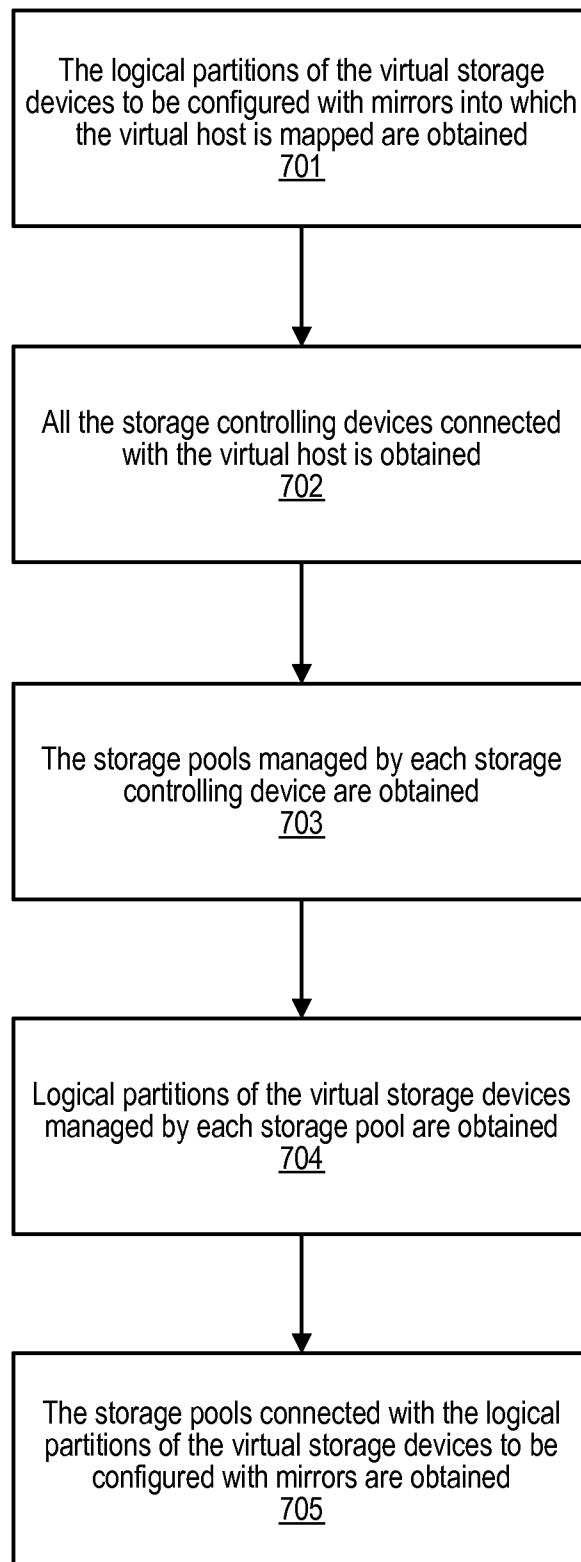 The logical partitions of the virtual storage
devices to be configured with mirrors into which
the virtual host is mapped are obtained
701
All the storage controlling devices connected
with the virtual host is obtained
702
The storage pools managed by each storage
controlling device are obtained
703
Logical partitions of the virtual storage devices
managed by each storage pool are obtained
704
The storage pools connected with the logical
partitions of the virtual storage devices to be
configured with mirrors are obtained
705